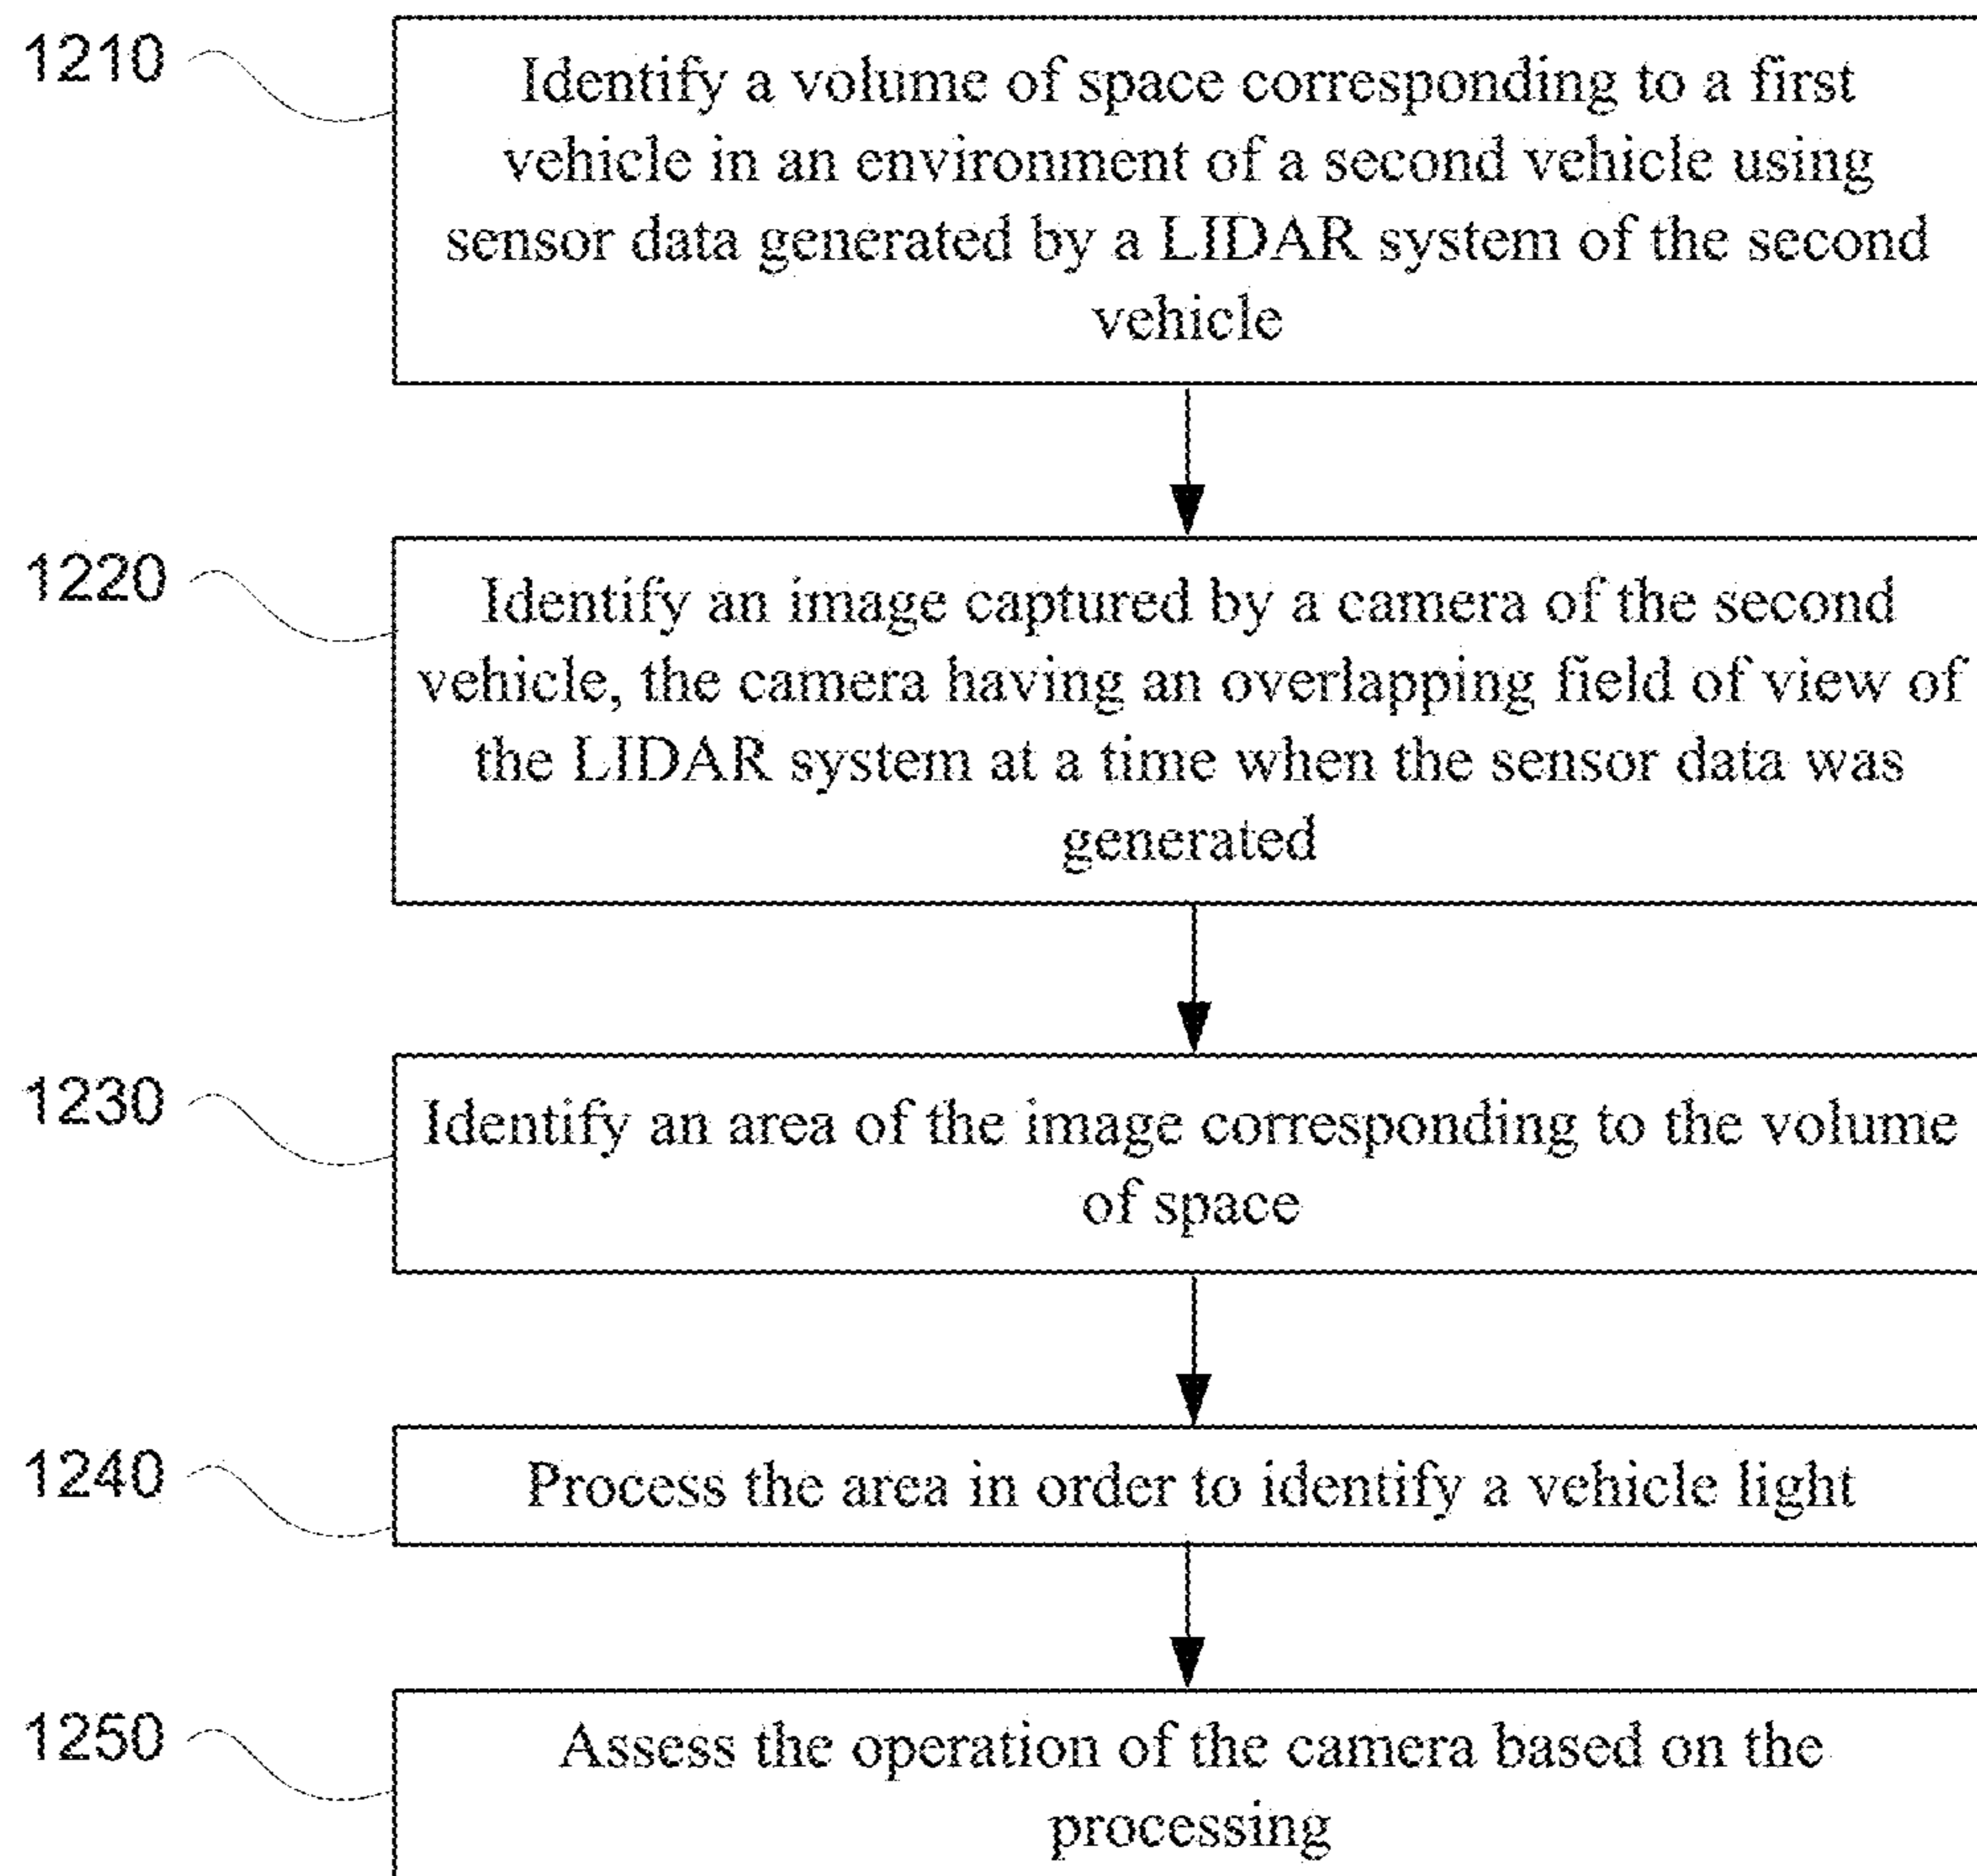 1210
Identify a volume of space corresponding to a first
vehicle in an environment of a second vehicle using
sensor data generated by a LIDAR system of the second
vehicle
1220
Identify an image captured by a camera of the second
vehicle, the camera having an overlapping field of view of
the LIDAR system at a time when the sensor data was
generated
1230
Identify an area of the image corresponding to the volume
of space
1240
Process the area in order to identify a vehicle light
1250
Assess the operation of the camera based on the
processing